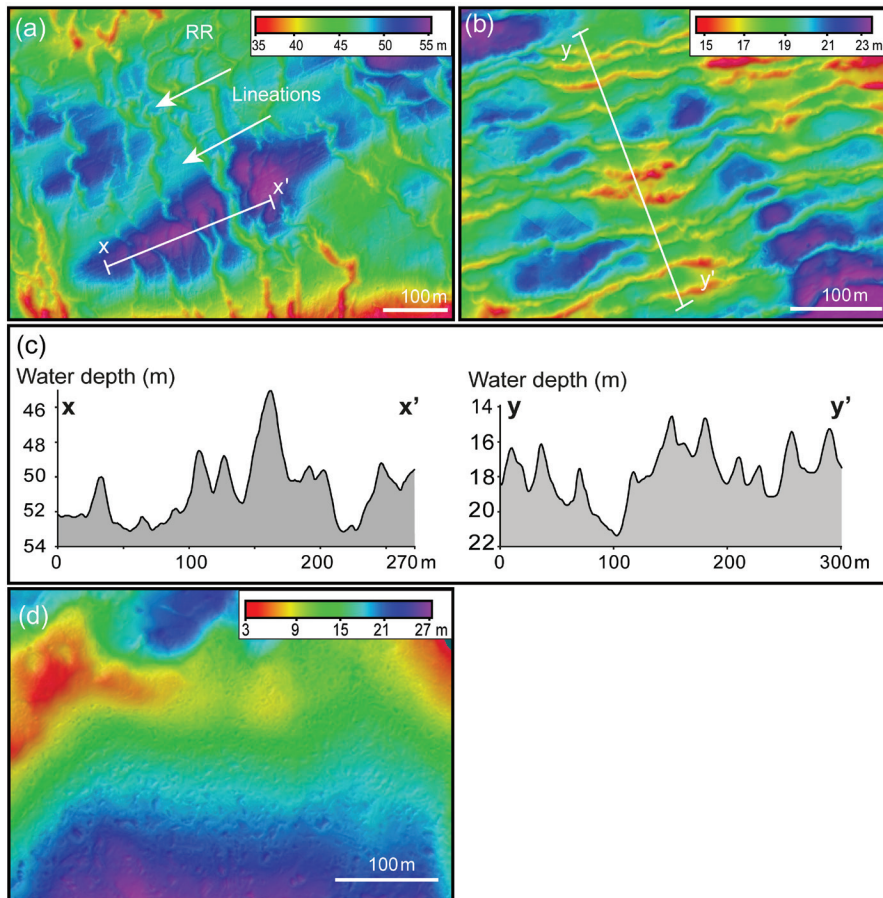 (a)
RR
35 40 45 50 55 m
Lineations
x
x'
100 m
(b)
15 17 19 21 23 m
y
y'
100 m
(c)
Water depth (m)
x
x'
46
48
50
52
54
0 100 200 270 m
Water depth (m)
y
y'
14
16
18
20
22
0 100 200 300 m
(d)
3 9 15 21 27 m
100 m